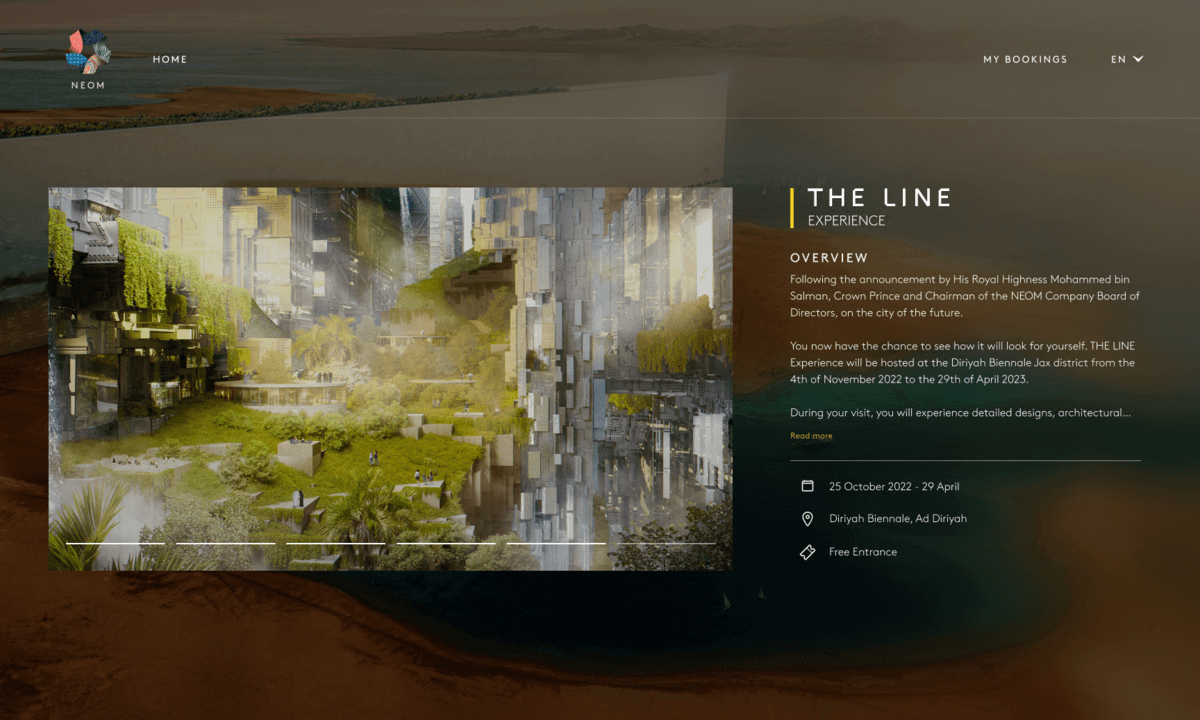 HOME
MY BOOKINGS
EN
NEOM
THE LINE
EXPERIENCE
OVERVIEW
Following the announcement by His Royal Highness Mohammed bin
Salman, Crown Prince and Chairman of the NEOM Company Board of
Directors, on the city of the future.
You now have the chance to see how it will look for yourself. THE LINE
Experience will be hosted at the Diriyah Biennale Jax district from the
4th of November 2022 to the 29th of April 2023.
During your visit, you will experience detailed designs, architectural...
Read more
25 October 2022 - 29 April
Diriyah Biennale, Ad Diriyah
Free Entrance